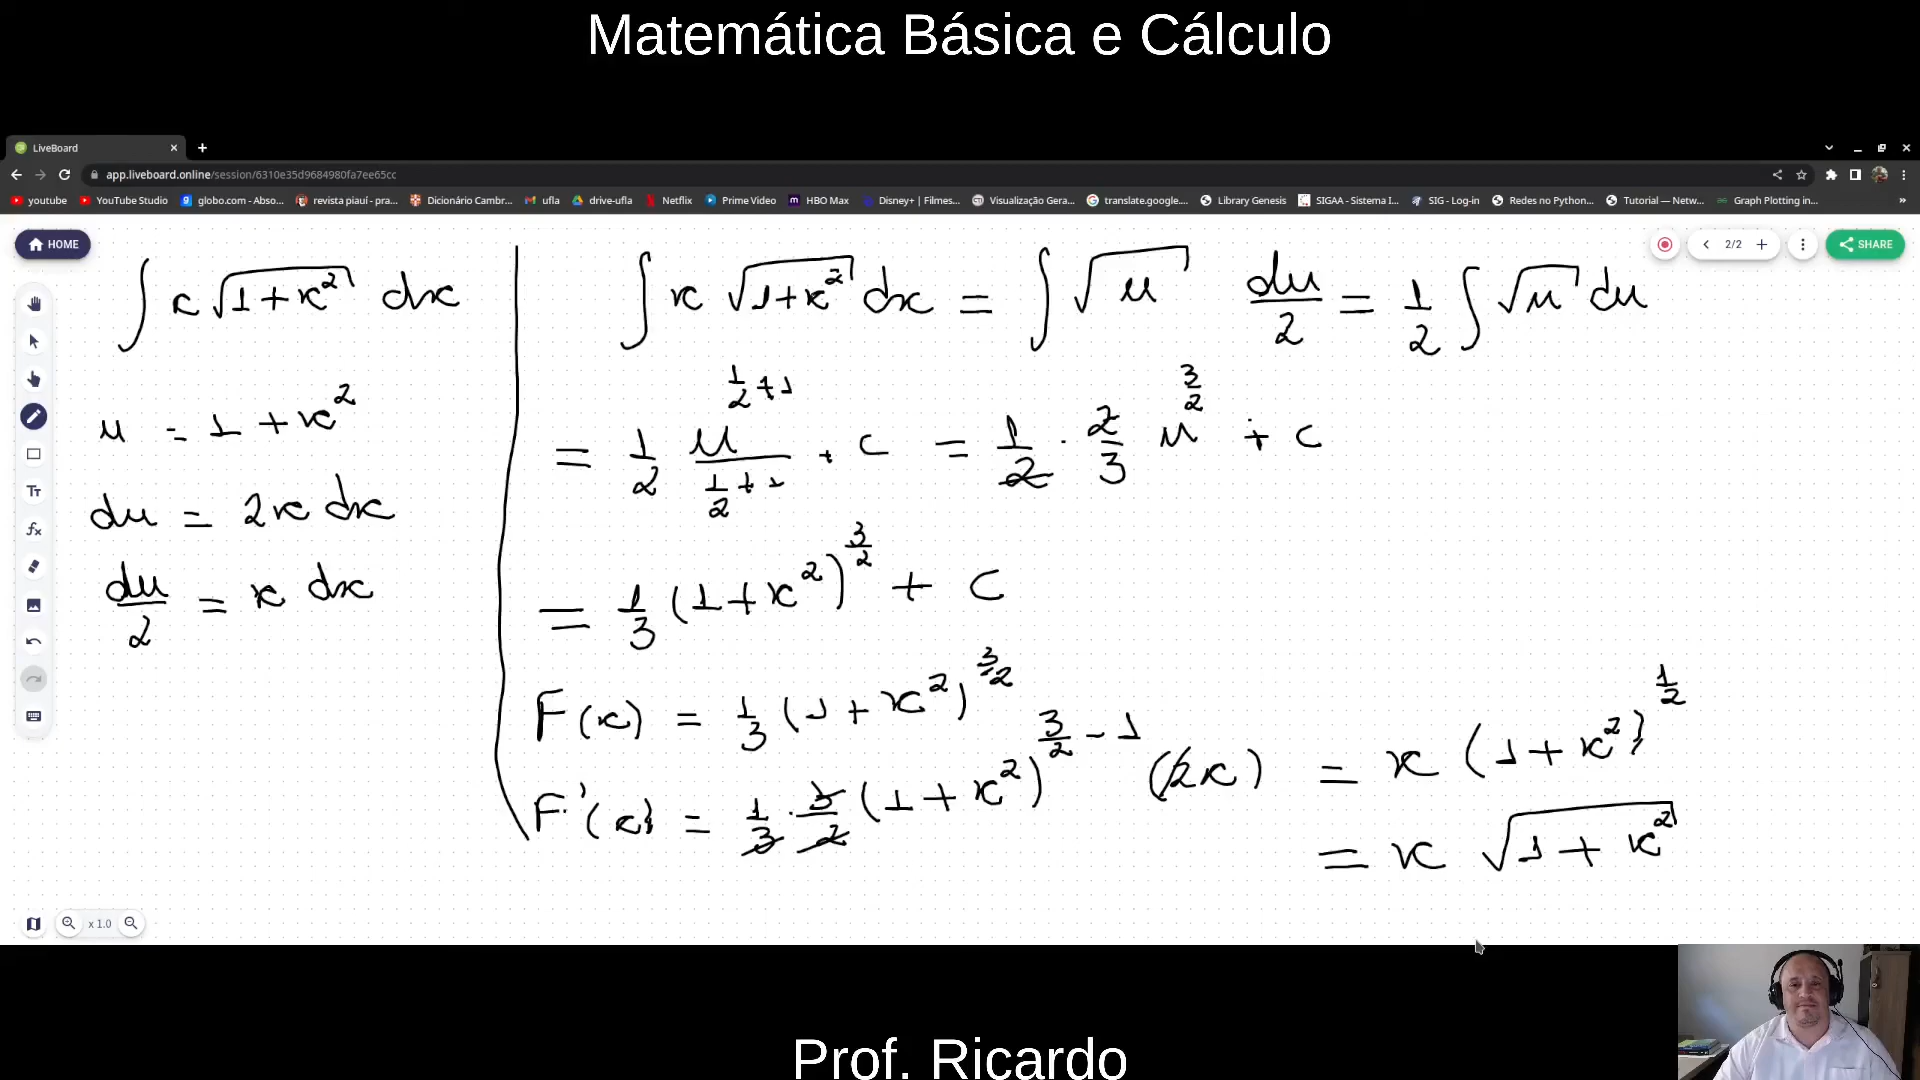 Matemática Básica e Cálculo
LiveBoard
app.liveboard.online/session/6310e35d9684980fa7ee65cc
youtube YouTube Studio globo.com - Abso... revista piauí - pra... Dicionário Cambr... ufla drive-ufla Netflix Prime Video HBO Max Disney+ | Filmes... Visualização Gera... translate.google.... Library Genesis SIGAA - Sistema I... SIG - Log-in Redes no Python... Tutorial — Netw... Graph Plotting in... »
HOME
2/2
SHARE
∫ x √(1+x²) dx
u = 1 + x²
du = 2x dx
du/2 = x dx
∫ x √(1+x²) dx = ∫ √u du/2 = 1/2 ∫ √u du
= 1/2 u^(1/2+1)/(1/2+1) + c = 1/2 · 2/3 u^(3/2) + c
= 1/3 (1+x²)^(3/2) + c
F(x) = 1/3 (1+x²)^(3/2)
F'(x) = 1/3 · 3/2 (1+x²)^(3/2 - 1) (2x) = x (1+x²)^(1/2)
= x √(1+x²)
Tт
fx
x 1.0
Prof. Ricardo